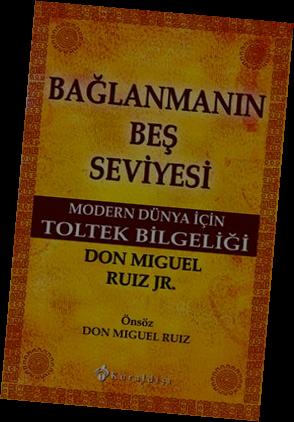 BAĞLANMANIN
BEŞ
SEVİYESİ
MODERN DÜNYA İÇİN
TOLTEK BİLGELİĞİ
DON MIGUEL
RUIZ JR.
Önsöz
DON MIGUEL RUIZ
Kuraldışı